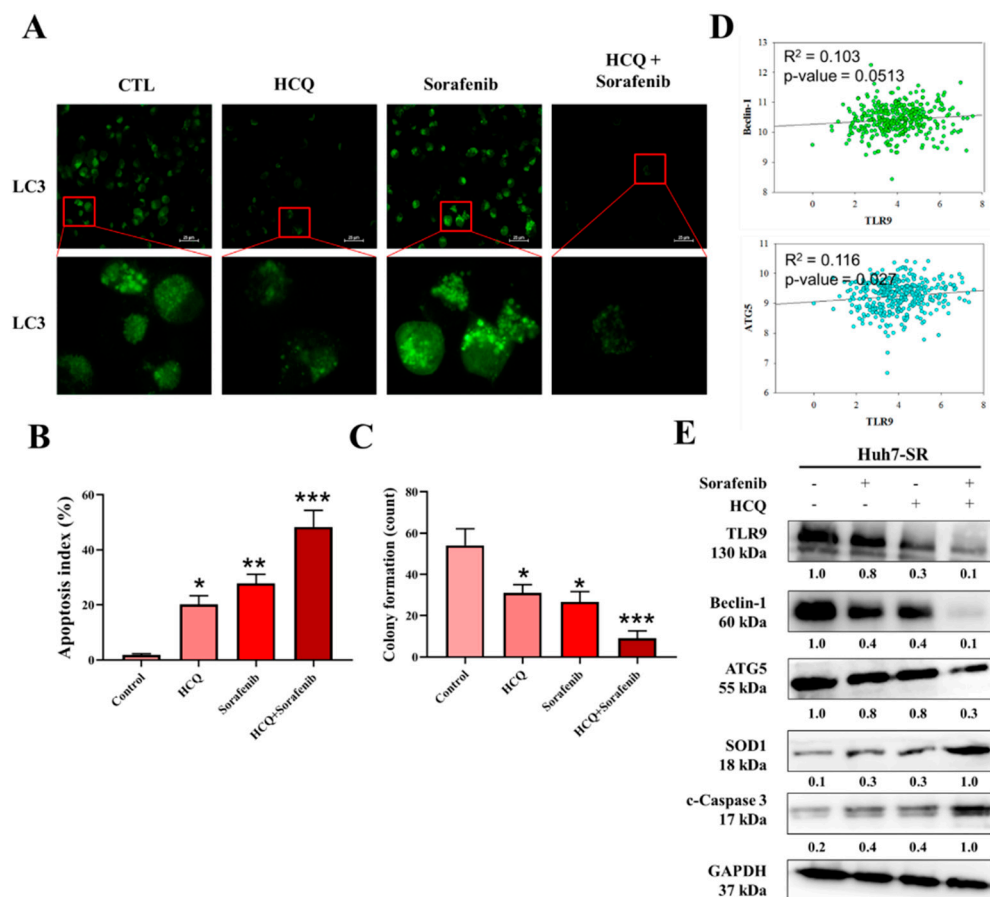 A
CTL
HCQ
Sorafenib
HCQ +
Sorafenib
LC3
LC3
D
R² = 0.103
p-value = 0.0513
Beclin-1
13
12
11
10
9
8
0 2 4 6 8
TLR9
R² = 0.116
p-value = 0.027
ATG5
11
10
9
8
7
6
-2 0 2 4 6 8
TLR9
B
Apoptosis index (%)
60
40
20
0
*
**
***
Control
HCQ
Sorafenib
HCQ+Sorafenib
C
Colony formation (count)
80
60
40
20
0
*
*
***
Control
HCQ
Sorafenib
HCQ+Sorafenib
E
Huh7-SR
Sorafenib - + - +
HCQ - - + +
TLR9
130 kDa
1.0 0.8 0.3 0.1
Beclin-1
60 kDa
1.0 0.4 0.4 0.1
ATG5
55 kDa
1.0 0.8 0.8 0.3
SOD1
18 kDa
0.1 0.3 0.3 1.0
c-Caspase 3
17 kDa
0.2 0.4 0.4 1.0
GAPDH
37 kDa